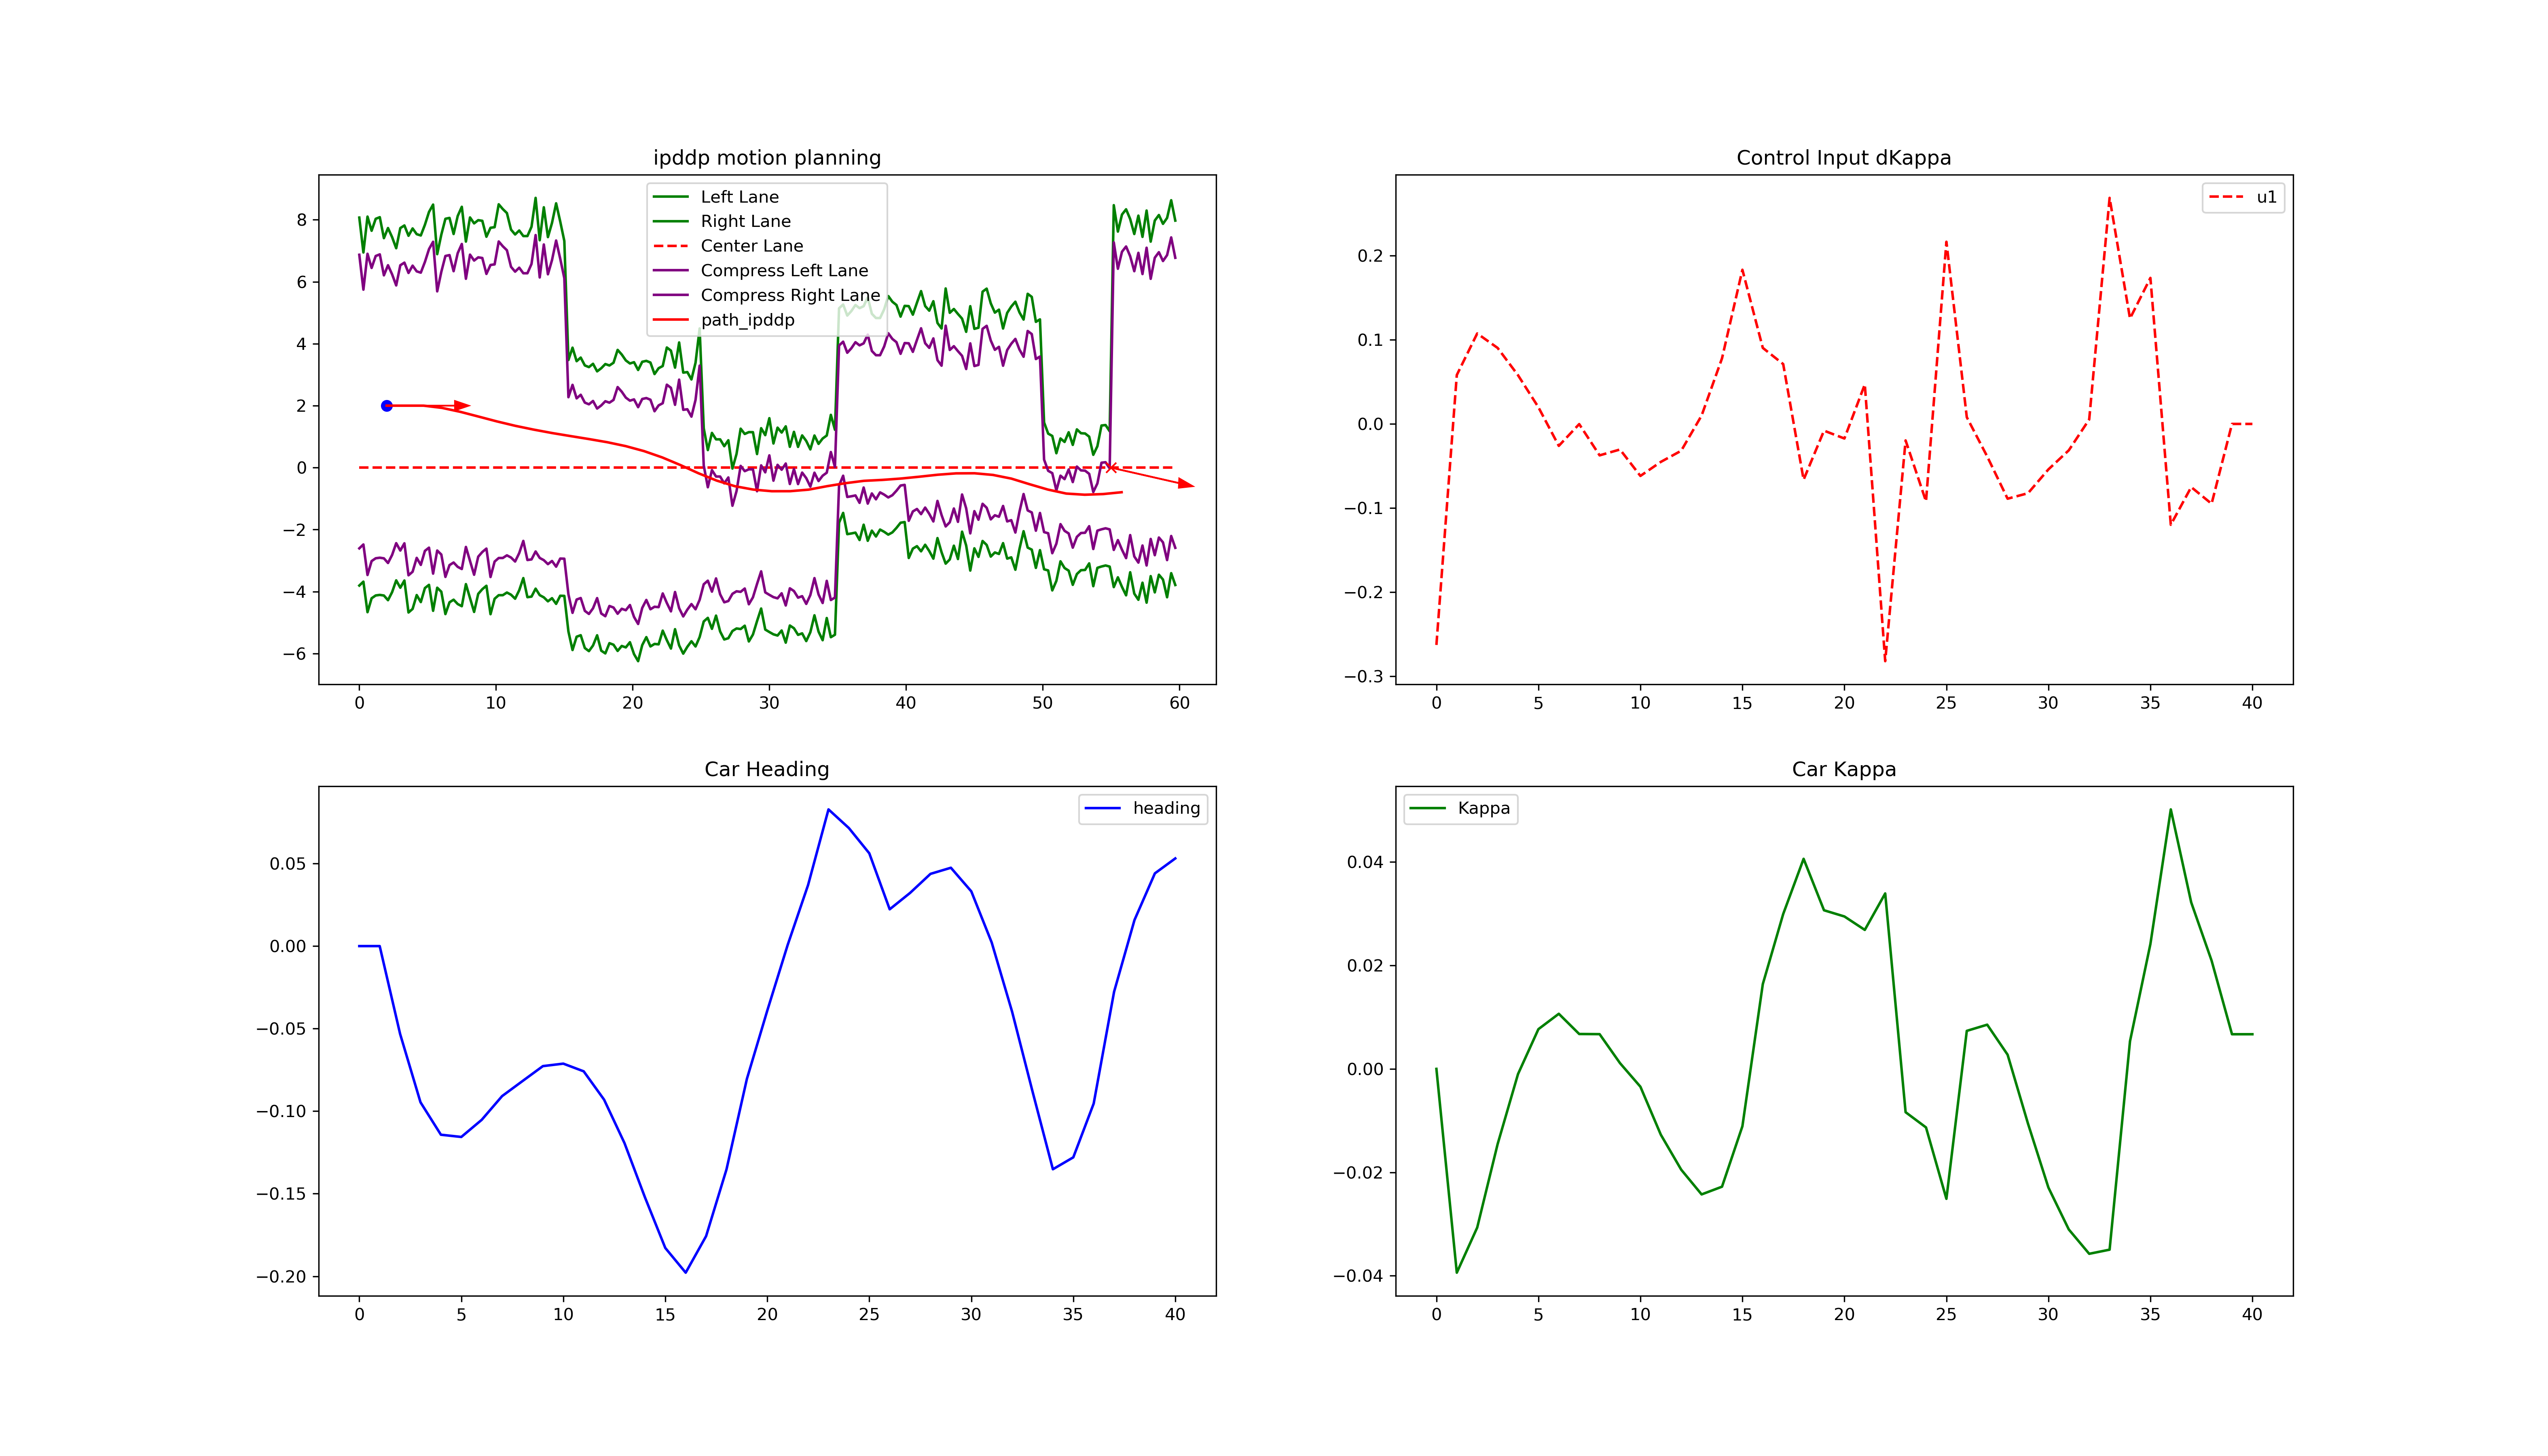 ipddp motion planning
Left Lane
Right Lane
Center Lane
Compress Left Lane
Compress Right Lane
path_ipddp
8
6
4
2
0
−2
−4
−6
0 10 20 30 40 50 60
Control Input dKappa
u1
0.2
0.1
0.0
−0.1
−0.2
−0.3
0 5 10 15 20 25 30 35 40
Car Heading
heading
0.05
0.00
−0.05
−0.10
−0.15
−0.20
0 5 10 15 20 25 30 35 40
Car Kappa
Kappa
0.04
0.02
0.00
−0.02
−0.04
0 5 10 15 20 25 30 35 40